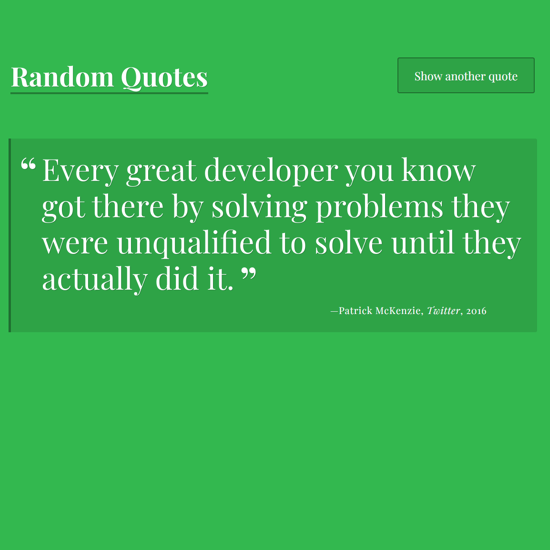 Random Quotes
Show another quote
“ Every great developer you know
got there by solving problems they
were unqualified to solve until they
actually did it. ”
—Patrick McKenzie, Twitter, 2016